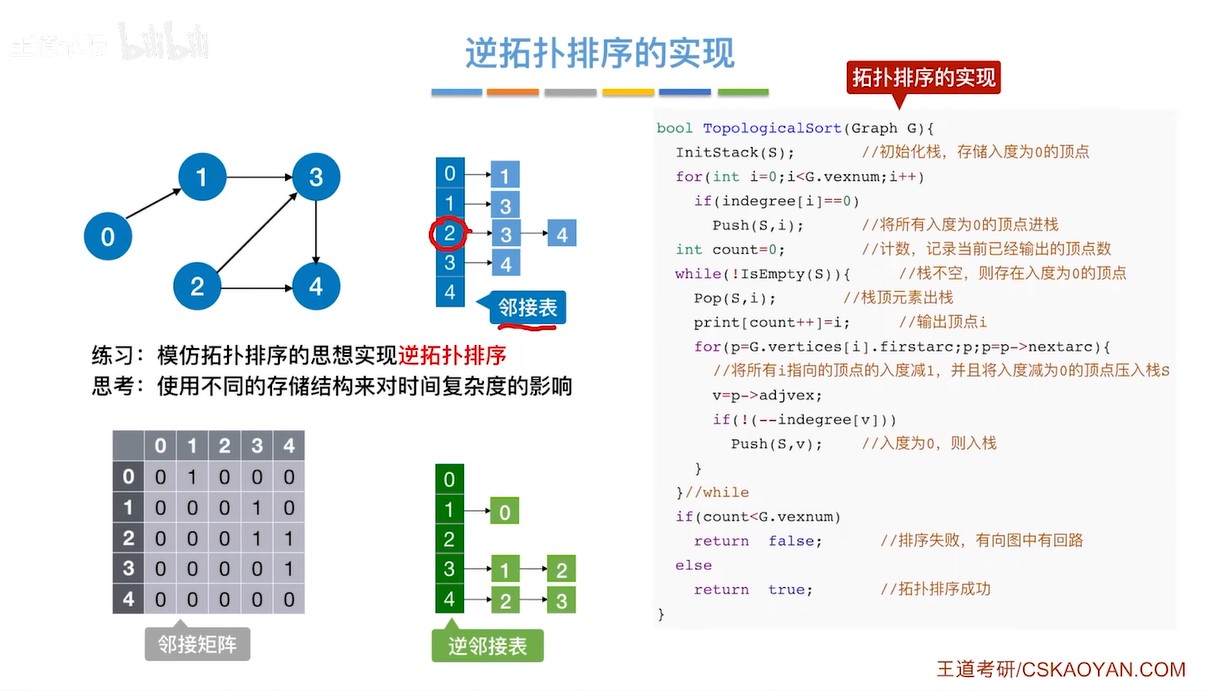 王道论坛 bilibili
逆拓扑排序的实现
0
1
3
2
4
0 1
1 3
2 3 4
3 4
4
邻接表
练习：模仿拓扑排序的思想实现逆拓扑排序
思考：使用不同的存储结构来对时间复杂度的影响
0 1 2 3 4
0 0 1 0 0 0
1 0 0 0 1 0
2 0 0 0 1 1
3 0 0 0 0 1
4 0 0 0 0 0
邻接矩阵
0
1 0
2
3 1 2
4 2 3
逆邻接表
拓扑排序的实现
bool TopologicalSort(Graph G){
InitStack(S); //初始化栈，存储入度为0的顶点
for(int i=0;i<G.vexnum;i++)
if(indegree[i]==0)
Push(S,i); //将所有入度为0的顶点进栈
int count=0; //计数，记录当前已经输出的顶点数
while(!IsEmpty(S)){ //栈不空，则存在入度为0的顶点
Pop(S,i); //栈顶元素出栈
print[count++]=i; //输出顶点i
for(p=G.vertices[i].firstarc;p;p=p->nextarc){
//将所有i指向的顶点的入度减1，并且将入度减为0的顶点压入栈S
v=p->adjvex;
if(!(--indegree[v]))
Push(S,v); //入度为0，则入栈
}
}//while
if(count<G.vexnum)
return false; //排序失败，有向图中有回路
else
return true; //拓扑排序成功
}
王道考研/CSKAOYAN.COM